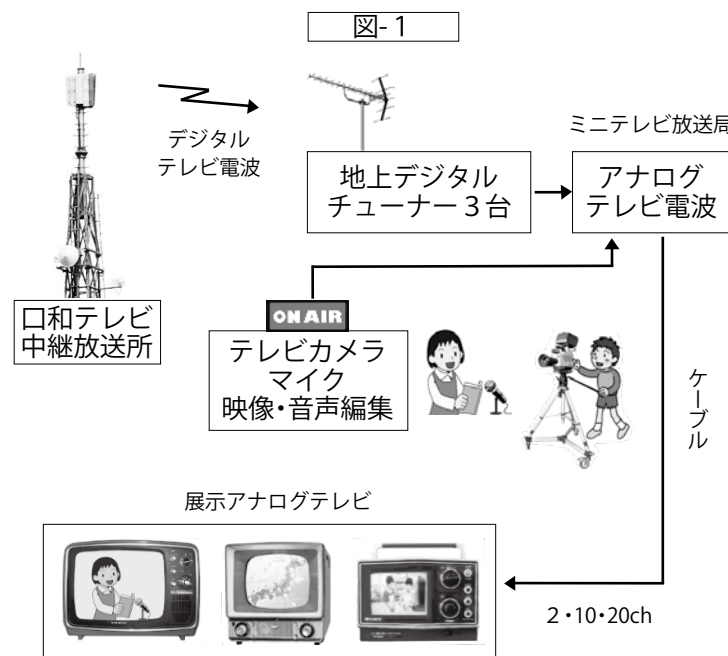 図-1
デジタル
テレビ電波
ミニテレビ放送局
地上デジタル
チューナー３台
アナログ
テレビ電波
口和テレビ
中継放送所
ON AIR
テレビカメラ
マイク
映像・音声編集
ケーブル
展示アナログテレビ
2・10・20ch
SONY